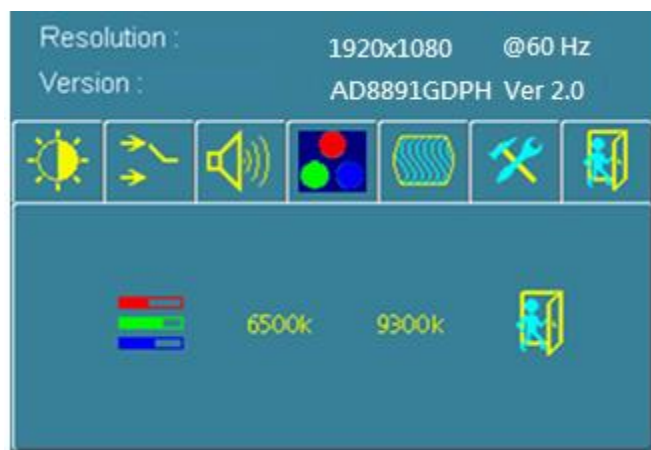 Resolution : 1920x1080 @60 Hz
Version : AD8891GDPH Ver 2.0
6500k 9300k